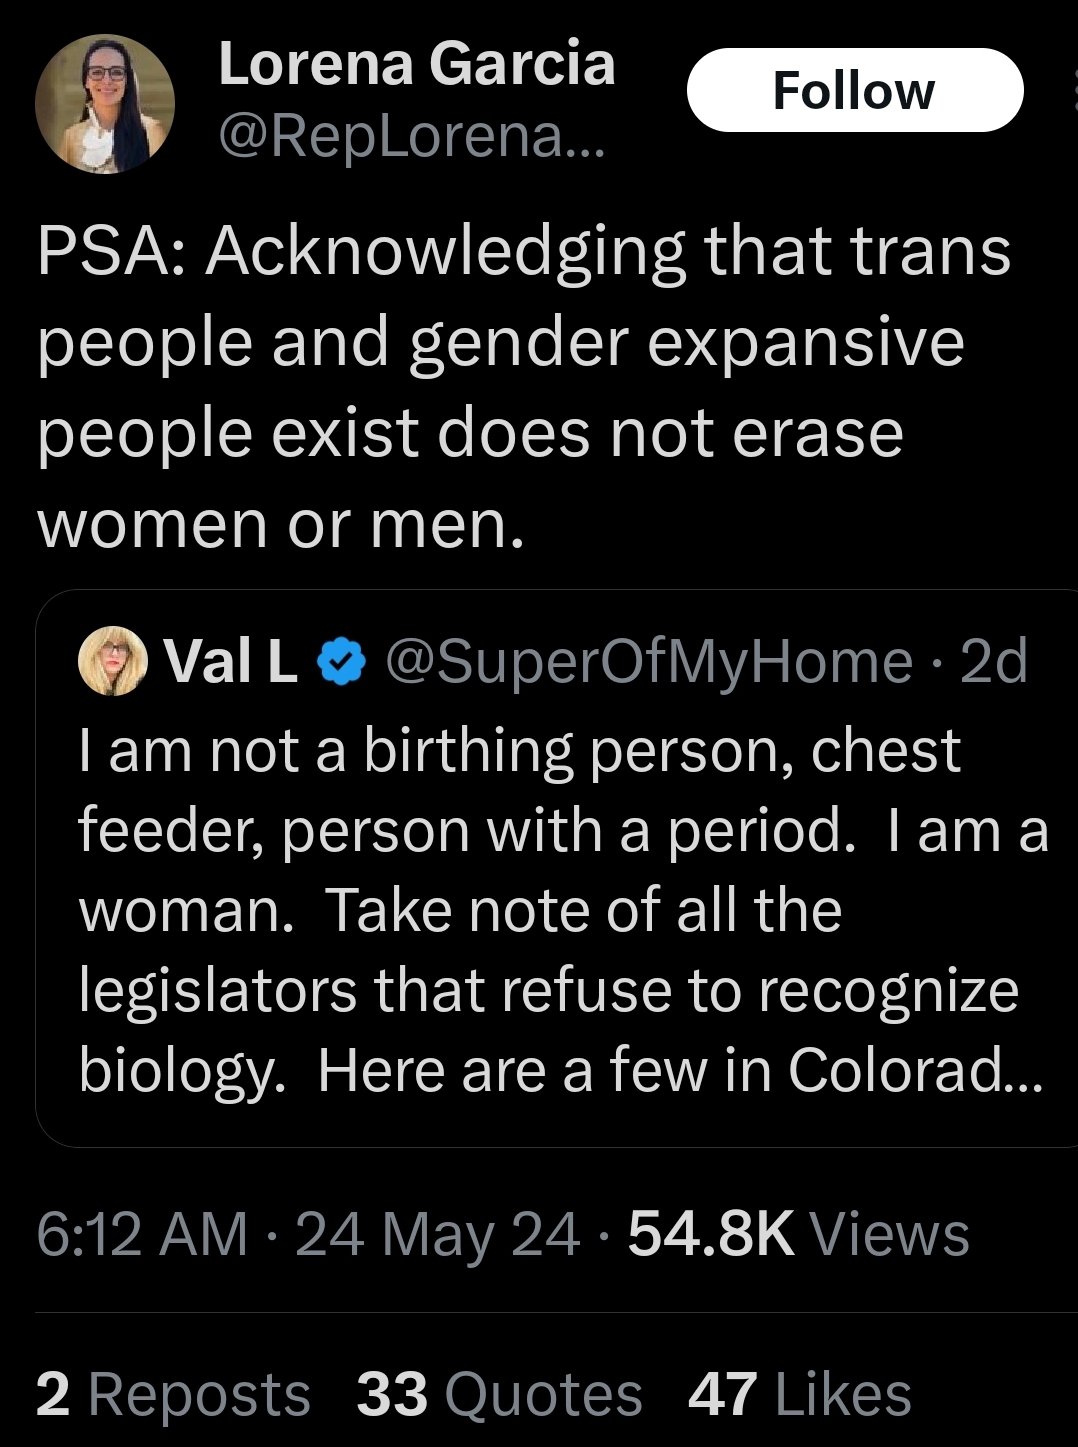 Lorena Garcia
@RepLorena...
Follow
PSA: Acknowledging that trans
people and gender expansive
people exist does not erase
women or men.
Val L @SuperOfMyHome · 2d
I am not a birthing person, chest
feeder, person with a period.  I am a
woman.  Take note of all the
legislators that refuse to recognize
biology.  Here are a few in Colorad...
6:12 AM · 24 May 24 · 54.8K Views
2 Reposts 33 Quotes 47 Likes